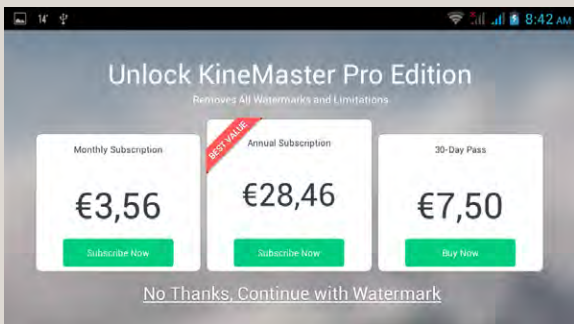 14°
8:42 AM
Unlock KineMaster Pro Edition
Removes All Watermarks and Limitations
Monthly Subscription
€3,56
Subscribe Now
BEST VALUE
Annual Subscription
€28,46
Subscribe Now
30-Day Pass
€7,50
Buy Now
No Thanks, Continue with Watermark